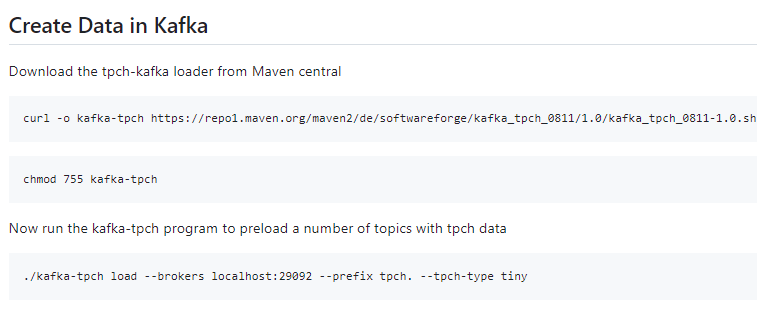 Create Data in Kafka
Download the tpch-kafka loader from Maven central
curl -o kafka-tpch https://repo1.maven.org/maven2/de/softwareforge/kafka_tpch_0811/1.0/kafka_tpch_0811-1.0.sh
chmod 755 kafka-tpch
Now run the kafka-tpch program to preload a number of topics with tpch data
./kafka-tpch load --brokers localhost:29092 --prefix tpch. --tpch-type tiny